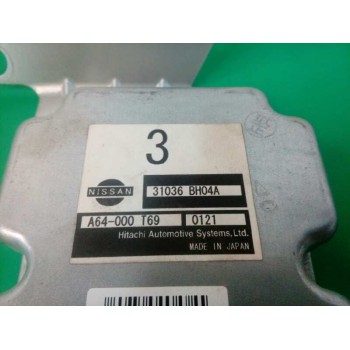 3
NISSAN
31036 BH04A
A64-000 T69 0121
Hitachi Automotive Systems, Ltd.
MADE IN JAPAN